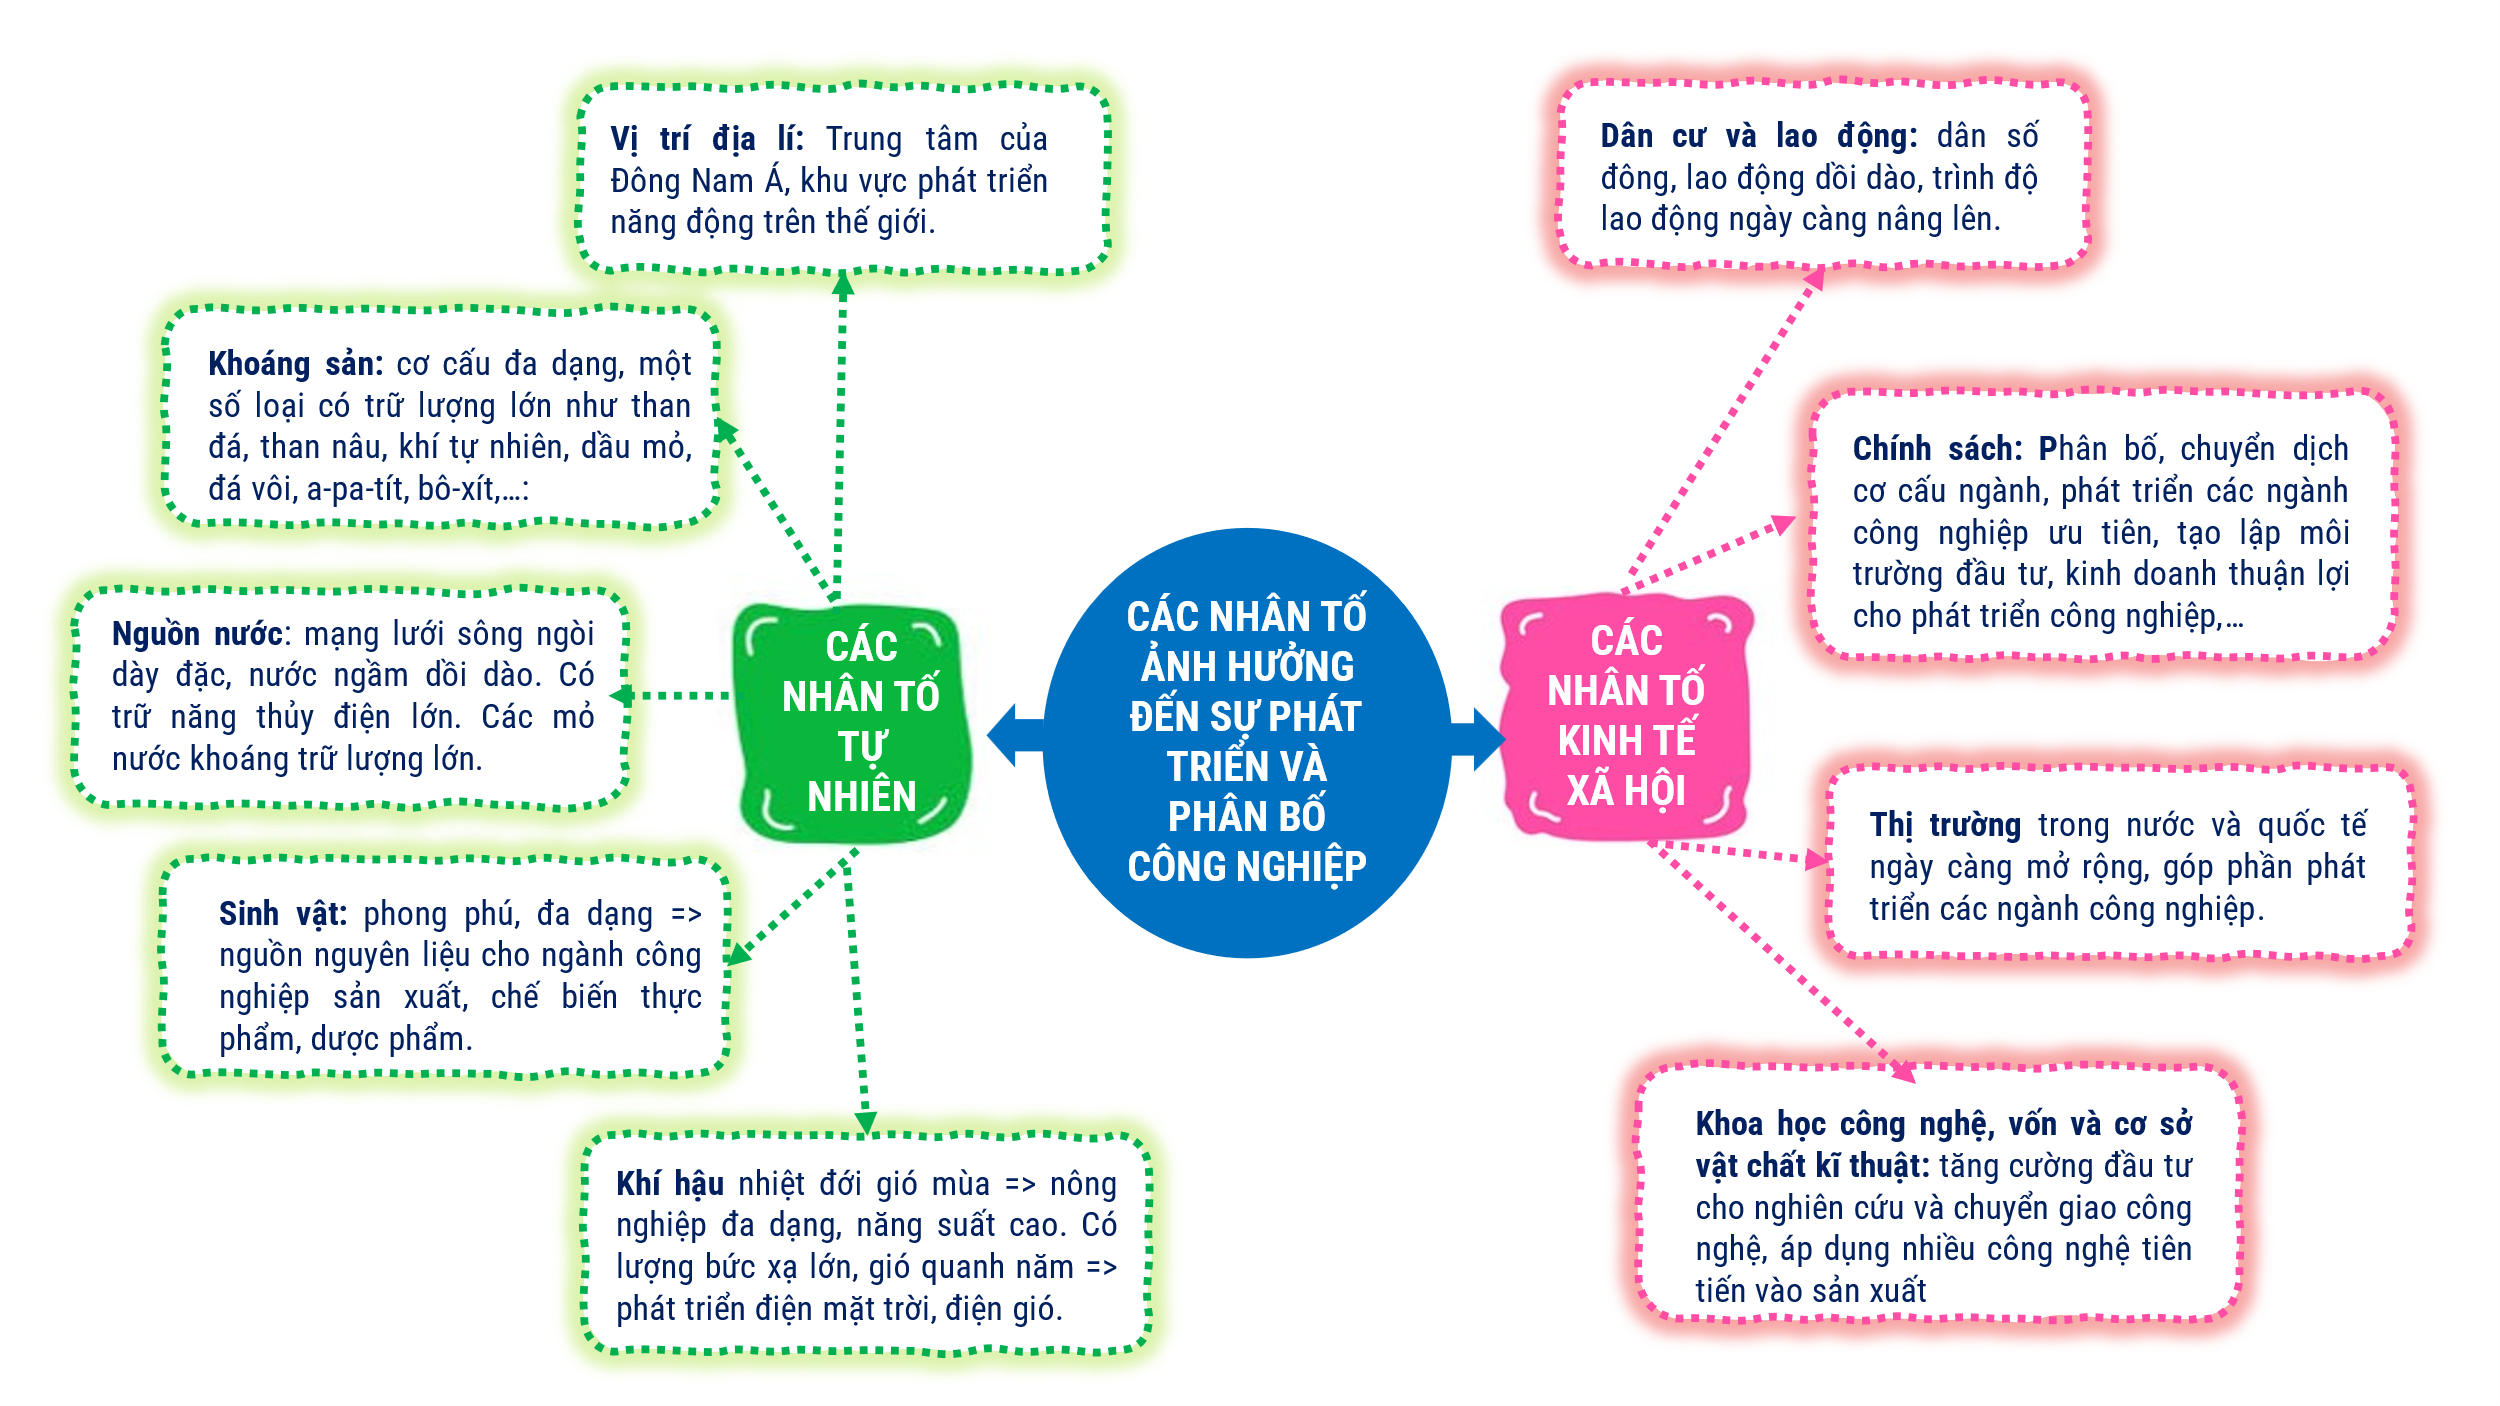 Vị trí địa lí: Trung tâm của
Đông Nam Á, khu vực phát triển
năng động trên thế giới.
Khoáng sản: cơ cấu đa dạng, một
số loại có trữ lượng lớn như than
đá, than nâu, khí tự nhiên, dầu mỏ,
đá vôi, a-pa-tít, bô-xít,...:
Nguồn nước: mạng lưới sông ngòi
dày đặc, nước ngầm dồi dào. Có
trữ năng thủy điện lớn. Các mỏ
nước khoáng trữ lượng lớn.
Sinh vật: phong phú, đa dạng =>
nguồn nguyên liệu cho ngành công
nghiệp sản xuất, chế biến thực
phẩm, dược phẩm.
Khí hậu nhiệt đới gió mùa => nông
nghiệp đa dạng, năng suất cao. Có
lượng bức xạ lớn, gió quanh năm =>
phát triển điện mặt trời, điện gió.
CÁC
NHÂN TỐ
TỰ
NHIÊN
CÁC NHÂN TỐ
ẢNH HƯỞNG
ĐẾN SỰ PHÁT
TRIỂN VÀ
PHÂN BỐ
CÔNG NGHIỆP
CÁC
NHÂN TỐ
KINH TẾ
XÃ HỘI
Dân cư và lao động: dân số
đông, lao động dồi dào, trình độ
lao động ngày càng nâng lên.
Chính sách: Phân bố, chuyển dịch
cơ cấu ngành, phát triển các ngành
công nghiệp ưu tiên, tạo lập môi
trường đầu tư, kinh doanh thuận lợi
cho phát triển công nghiệp,...
Thị trường trong nước và quốc tế
ngày càng mở rộng, góp phần phát
triển các ngành công nghiệp.
Khoa học công nghệ, vốn và cơ sở
vật chất kĩ thuật: tăng cường đầu tư
cho nghiên cứu và chuyển giao công
nghệ, áp dụng nhiều công nghệ tiên
tiến vào sản xuất